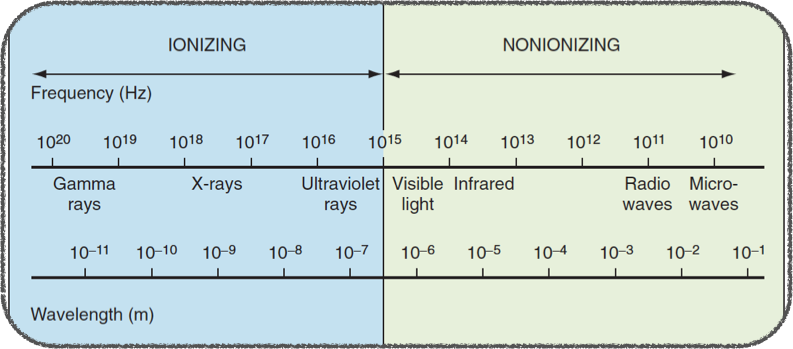 IONIZING NONIONIZING
Frequency (Hz)
10²⁰ 10¹⁹ 10¹⁸ 10¹⁷ 10¹⁶ 10¹⁵ 10¹⁴ 10¹³ 10¹² 10¹¹ 10¹⁰
Gamma X-rays Ultraviolet Visible Infrared Radio Micro-
rays rays light waves waves
10⁻¹¹ 10⁻¹⁰ 10⁻⁹ 10⁻⁸ 10⁻⁷ 10⁻⁶ 10⁻⁵ 10⁻⁴ 10⁻³ 10⁻² 10⁻¹
Wavelength (m)